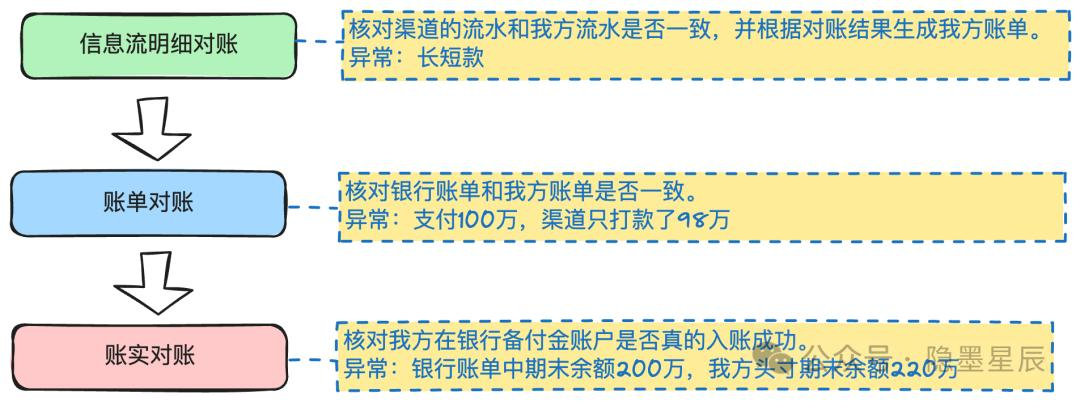 信息流明细对账
核对渠道的流水和我方流水是否一致，并根据对账结果生成我方账单。
异常：长短款
账单对账
核对银行账单和我方账单是否一致。
异常：支付100万，渠道只打款了98万
账实对账
核对我方在银行备付金账户是否真的入账成功。
异常：银行账单中期末余额200万，我方头寸期末余额220万
公众号·隐墨星辰